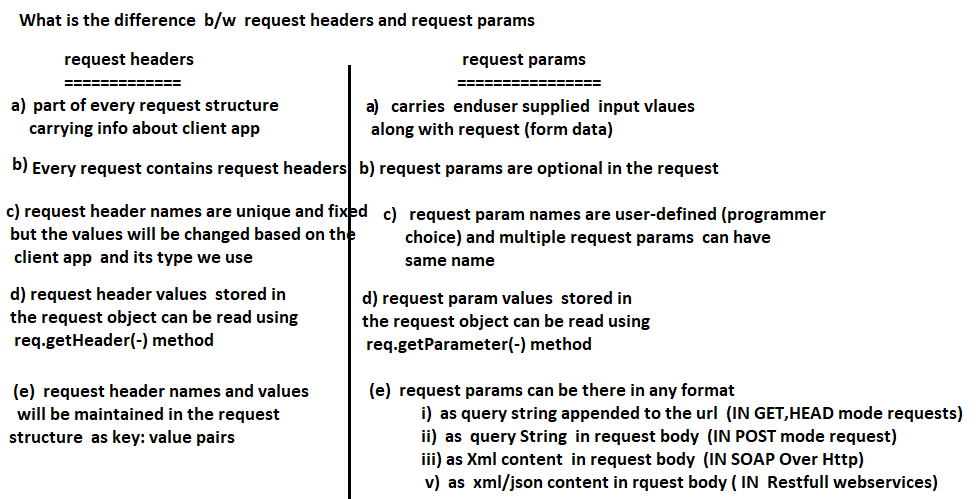 What is the difference b/w request headers and request params
request headers
=============
a) part of every request structure
carrying info about client app
b) Every request contains request headers
c) request header names are unique and fixed
but the values will be changed based on the
client app and its type we use
d) request header values stored in
the request object can be read using
req.getHeader(-) method
(e) request header names and values
will be maintained in the request
structure as key: value pairs
request params
================
a) carries enduser supplied input vlaues
along with request (form data)
b) request params are optional in the request
c) request param names are user-defined (programmer
choice) and multiple request params can have
same name
d) request param values stored in
the request object can be read using
req.getParameter(-) method
(e) request params can be there in any format
i) as query string appended to the url (IN GET,HEAD mode requests)
ii) as query String in request body (IN POST mode request)
iii) as Xml content in request body (IN SOAP Over Http)
v) as xml/json content in rquest body ( IN Restfull webservices)